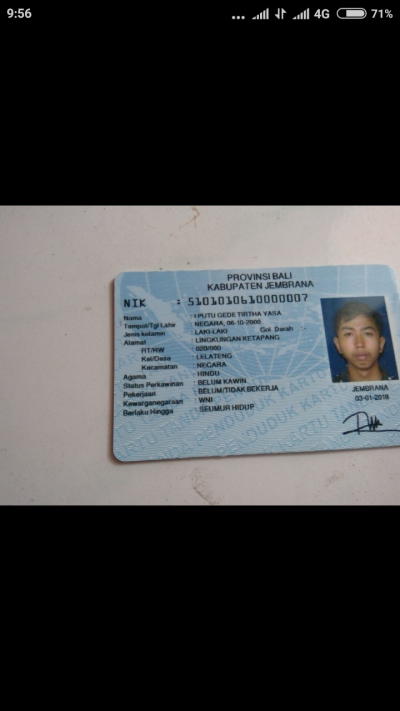 9:56 ... 4G 71%
PROVINSI BALI
KABUPATEN JEMBRANA
NIK : 5101010610000007
Nama : I PUTU GEDE TIRTHA YASA
Tempat/Tgl Lahir : NEGARA, 06-10-2000
Jenis kelamin : LAKI-LAKI Gol. Darah : -
Alamat : LINGKUNGAN KETAPANG
RT/RW : 020/000
Kel/Desa : LELATENG
Kecamatan : NEGARA
Agama : HINDU
Status Perkawinan : BELUM KAWIN
Pekerjaan : BELUM/TIDAK BEKERJA
Kewarganegaraan : WNI
Berlaku Hingga : SEUMUR HIDUP
JEMBRANA
03-01-2018